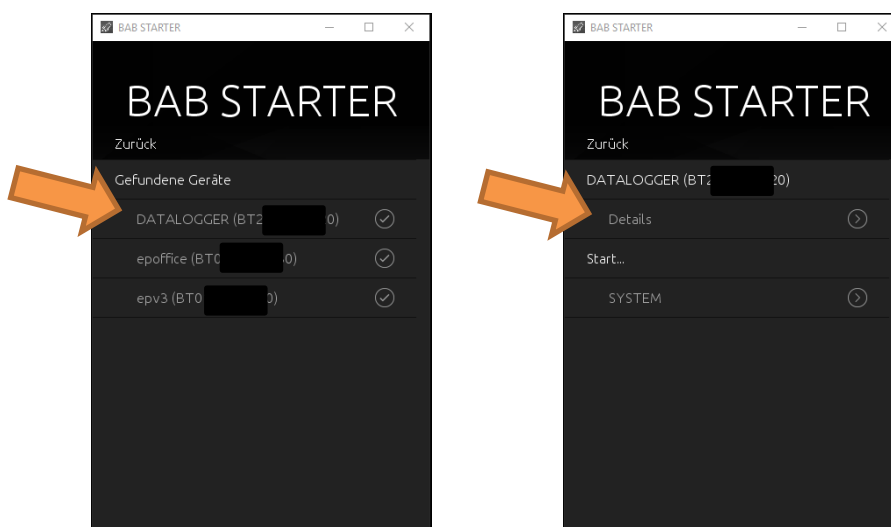 BAB STARTER
BAB STARTER
Zurück
Gefundene Geräte
DATALOGGER (BT2 0)
epoffice (BT0 0)
epv3 (BT0 0)
BAB STARTER
BAB STARTER
Zurück
DATALOGGER (BT2 20)
Details
Start...
SYSTEM